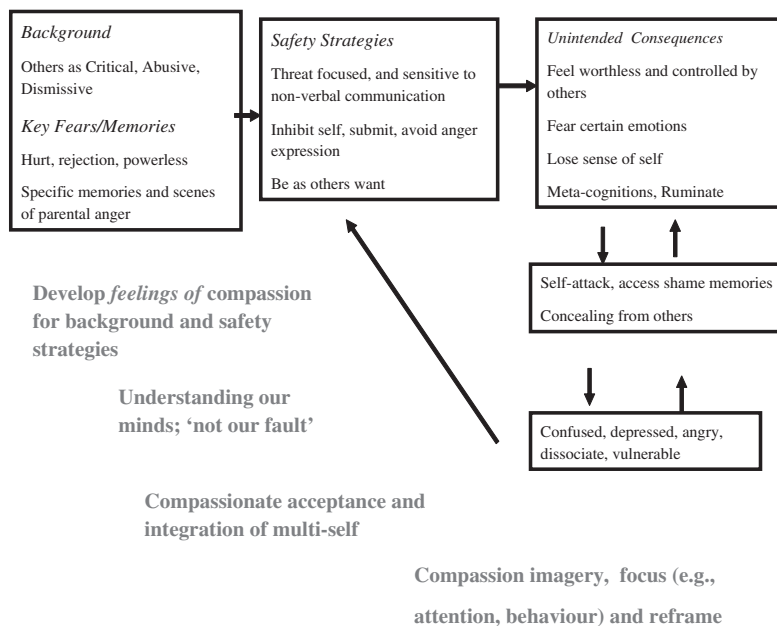 Background
Others as Critical, Abusive,
Dismissive
Key Fears/Memories
Hurt, rejection, powerless
Specific memories and scenes
of parental anger
Safety Strategies
Threat focused, and sensitive to
non-verbal communication
Inhibit self, submit, avoid anger
expression
Be as others want
Unintended Consequences
Feel worthless and controlled by
others
Fear certain emotions
Lose sense of self
Meta-cognitions, Ruminate
Self-attack, access shame memories
Concealing from others
Confused, depressed, angry,
dissociate, vulnerable
Develop feelings of compassion
for background and safety
strategies
Understanding our
minds; ‘not our fault’
Compassionate acceptance and
integration of multi-self
Compassion imagery, focus (e.g.,
attention, behaviour) and reframe